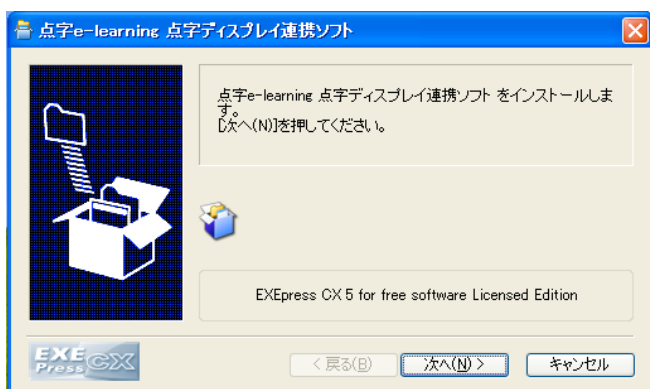 点字e-learning 点字ディスプレイ連携ソフト
点字e-learning 点字ディスプレイ連携ソフト をインストールしま
す。
[次へ(N)]を押してください。
EXEpress CX 5 for free software Licensed Edition
EXE
Press CX
< 戻る(B)
次へ(N) >
キャンセル